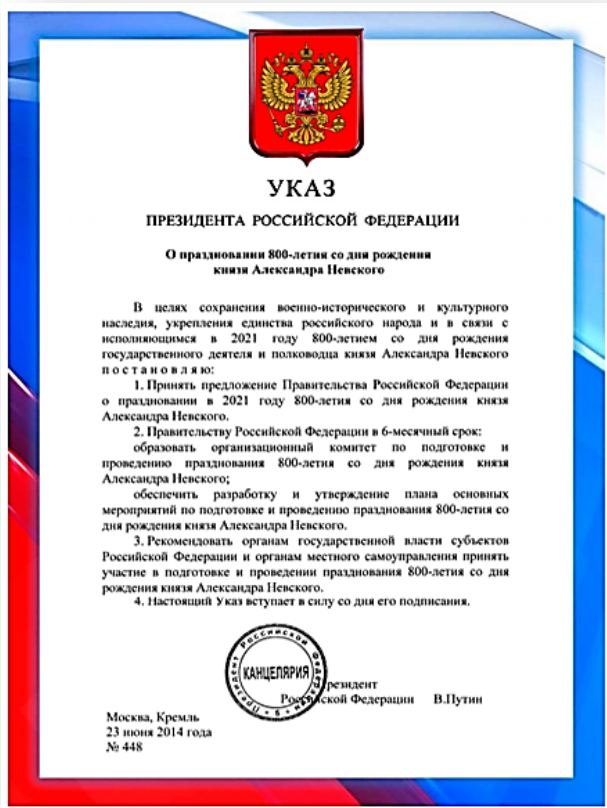 УКАЗ
ПРЕЗИДЕНТА РОССИЙСКОЙ ФЕДЕРАЦИИ
О праздновании 800-летия со дня рождения
князя Александра Невского
В целях сохранения военно-исторического и культурного
наследия, укрепления единства российского народа и в связи с
исполняющимся в 2021 году 800-летием со дня рождения
государственного деятеля и полководца князя Александра Невского
п о с т а н о в л я ю:
1. Принять предложение Правительства Российской Федерации
о праздновании в 2021 году 800-летия со дня рождения князя
Александра Невского.
2. Правительству Российской Федерации в 6-месячный срок:
образовать организационный комитет по подготовке и
проведению празднования 800-летия со дня рождения князя
Александра Невского;
обеспечить разработку и утверждение плана основных
мероприятий по подготовке и проведению празднования 800-летия со
дня рождения князя Александра Невского.
3. Рекомендовать органам государственной власти субъектов
Российской Федерации и органам местного самоуправления принять
участие в подготовке и проведении празднования 800-летия со дня
рождения князя Александра Невского.
4. Настоящий Указ вступает в силу со дня его подписания.
Президент Российской Федерации
КАНЦЕЛЯРИЯ
* 9 *
Президент
Российской Федерации В.Путин
Москва, Кремль
23 июня 2014 года
№ 448